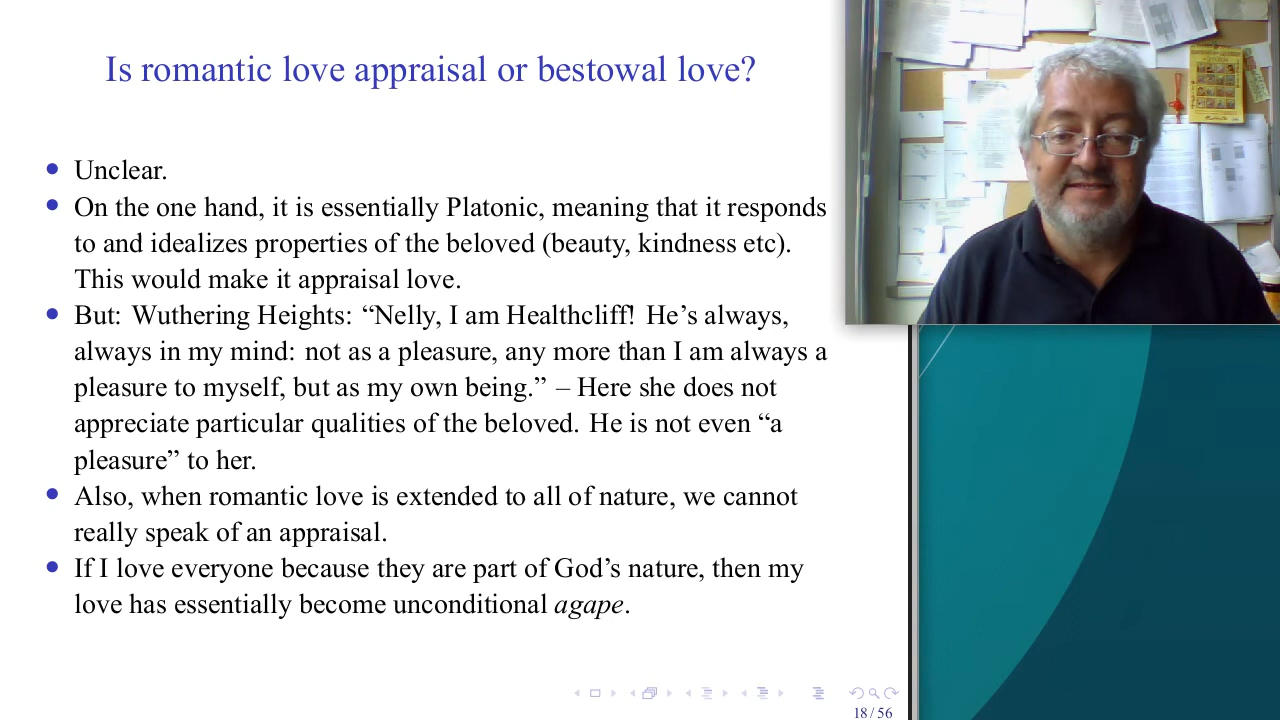 Is romantic love appraisal or bestowal love?
Unclear.
On the one hand, it is essentially Platonic, meaning that it responds
to and idealizes properties of the beloved (beauty, kindness etc).
This would make it appraisal love.
But: Wuthering Heights: “Nelly, I am Healthcliff! He’s always,
always in my mind: not as a pleasure, any more than I am always a
pleasure to myself, but as my own being.” – Here she does not
appreciate particular qualities of the beloved. He is not even “a
pleasure” to her.
Also, when romantic love is extended to all of nature, we cannot
really speak of an appraisal.
If I love everyone because they are part of God’s nature, then my
love has essentially become unconditional agape.
18 / 56